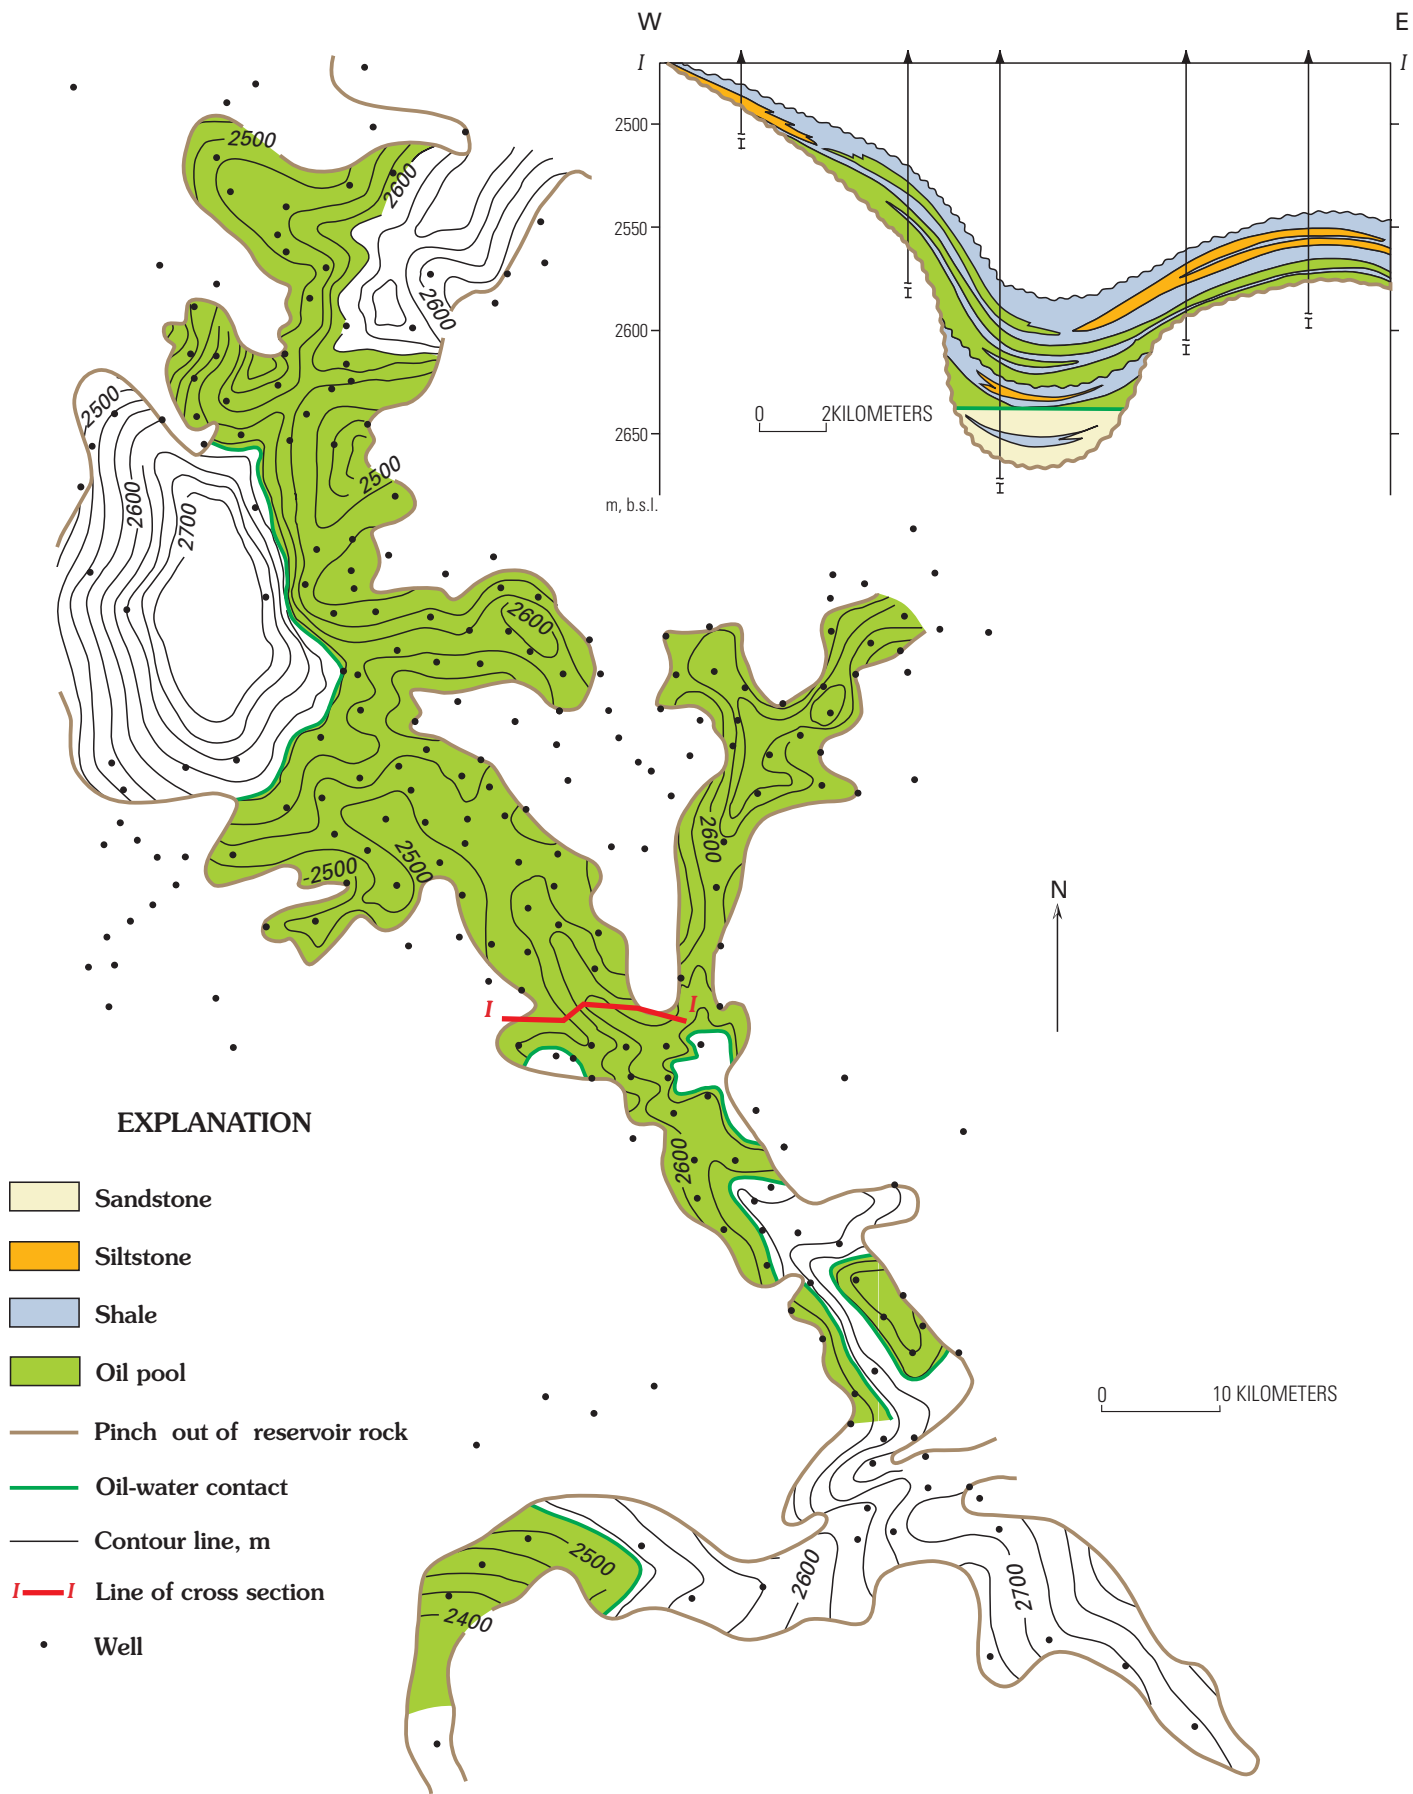 W
E
I
I
2500
2550
2600
2650
m, b.s.l.
0 2KILOMETERS
2500
2600
2600
2500
2600
2700
2500
2600
2600
2500
-2500
N
I
I
2600
EXPLANATION
Sandstone
Siltstone
Shale
Oil pool
Pinch out of reservoir rock
Oil-water contact
Contour line, m
I I Line of cross section
Well
0 10 KILOMETERS
2500
2400
2600
2700